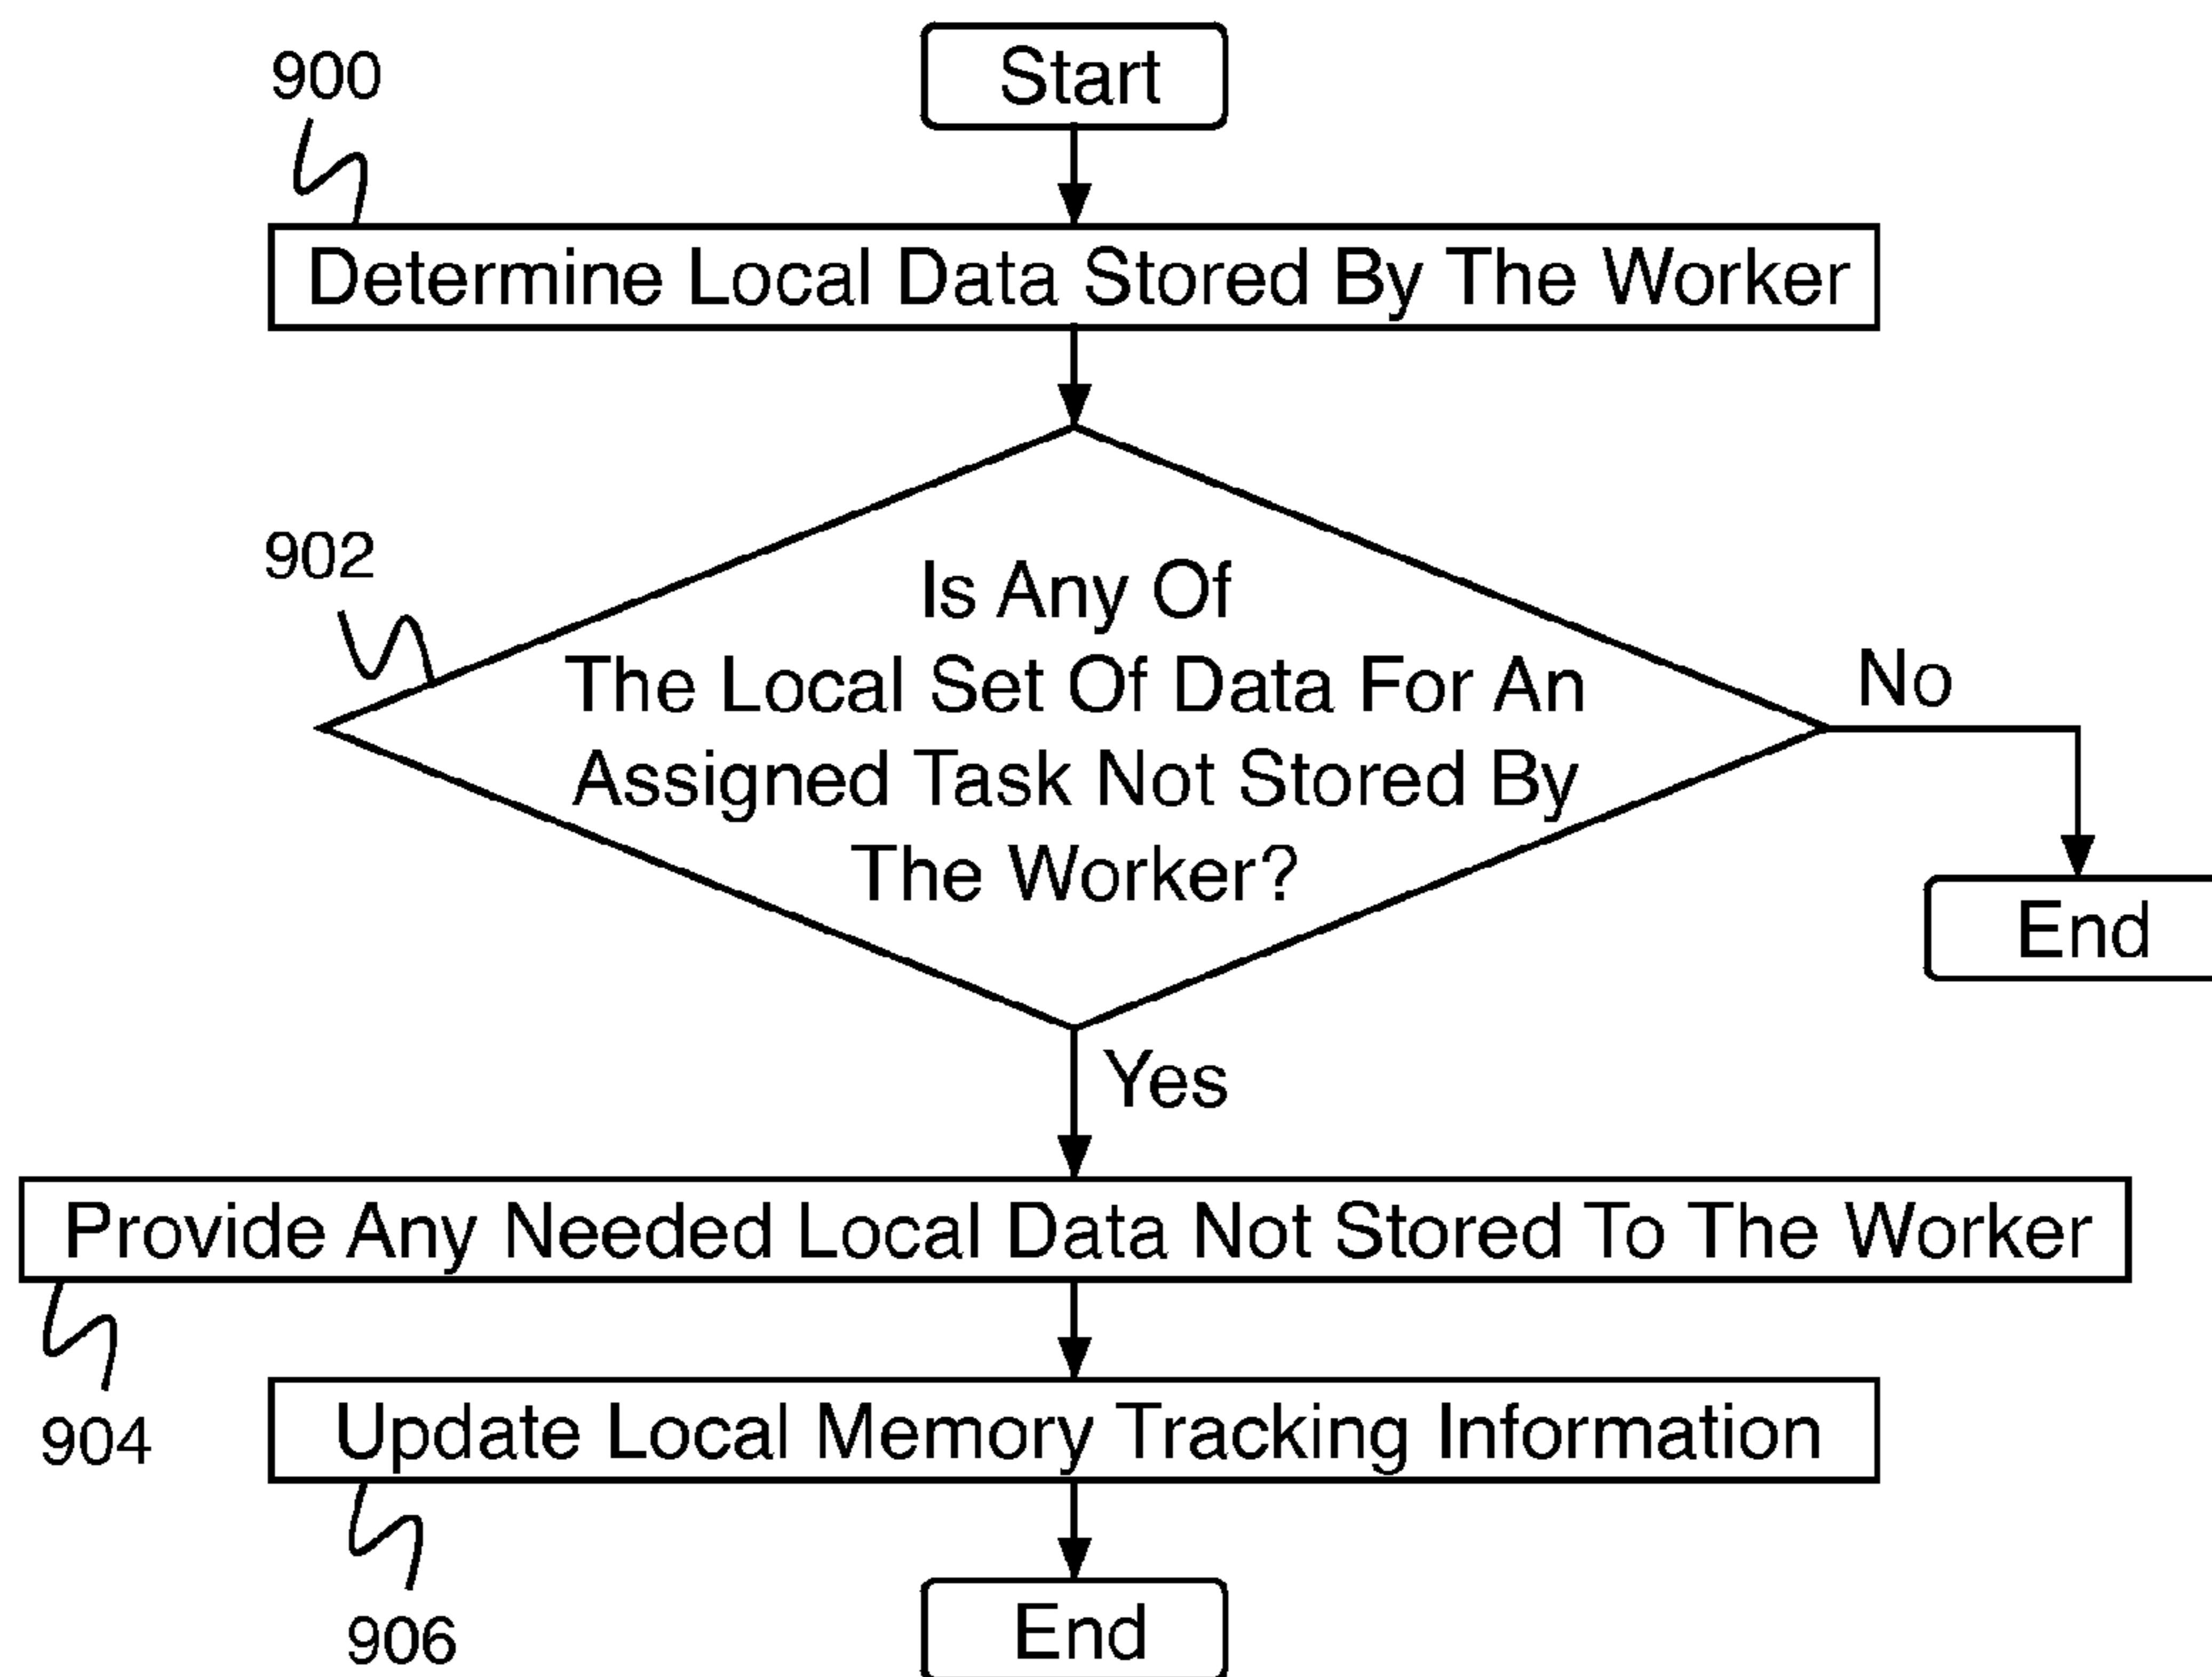 900
Start
Determine Local Data Stored By The Worker
902
Is Any Of
The Local Set Of Data For An
Assigned Task Not Stored By
The Worker?
No
End
Yes
Provide Any Needed Local Data Not Stored To The Worker
904
Update Local Memory Tracking Information
906
End